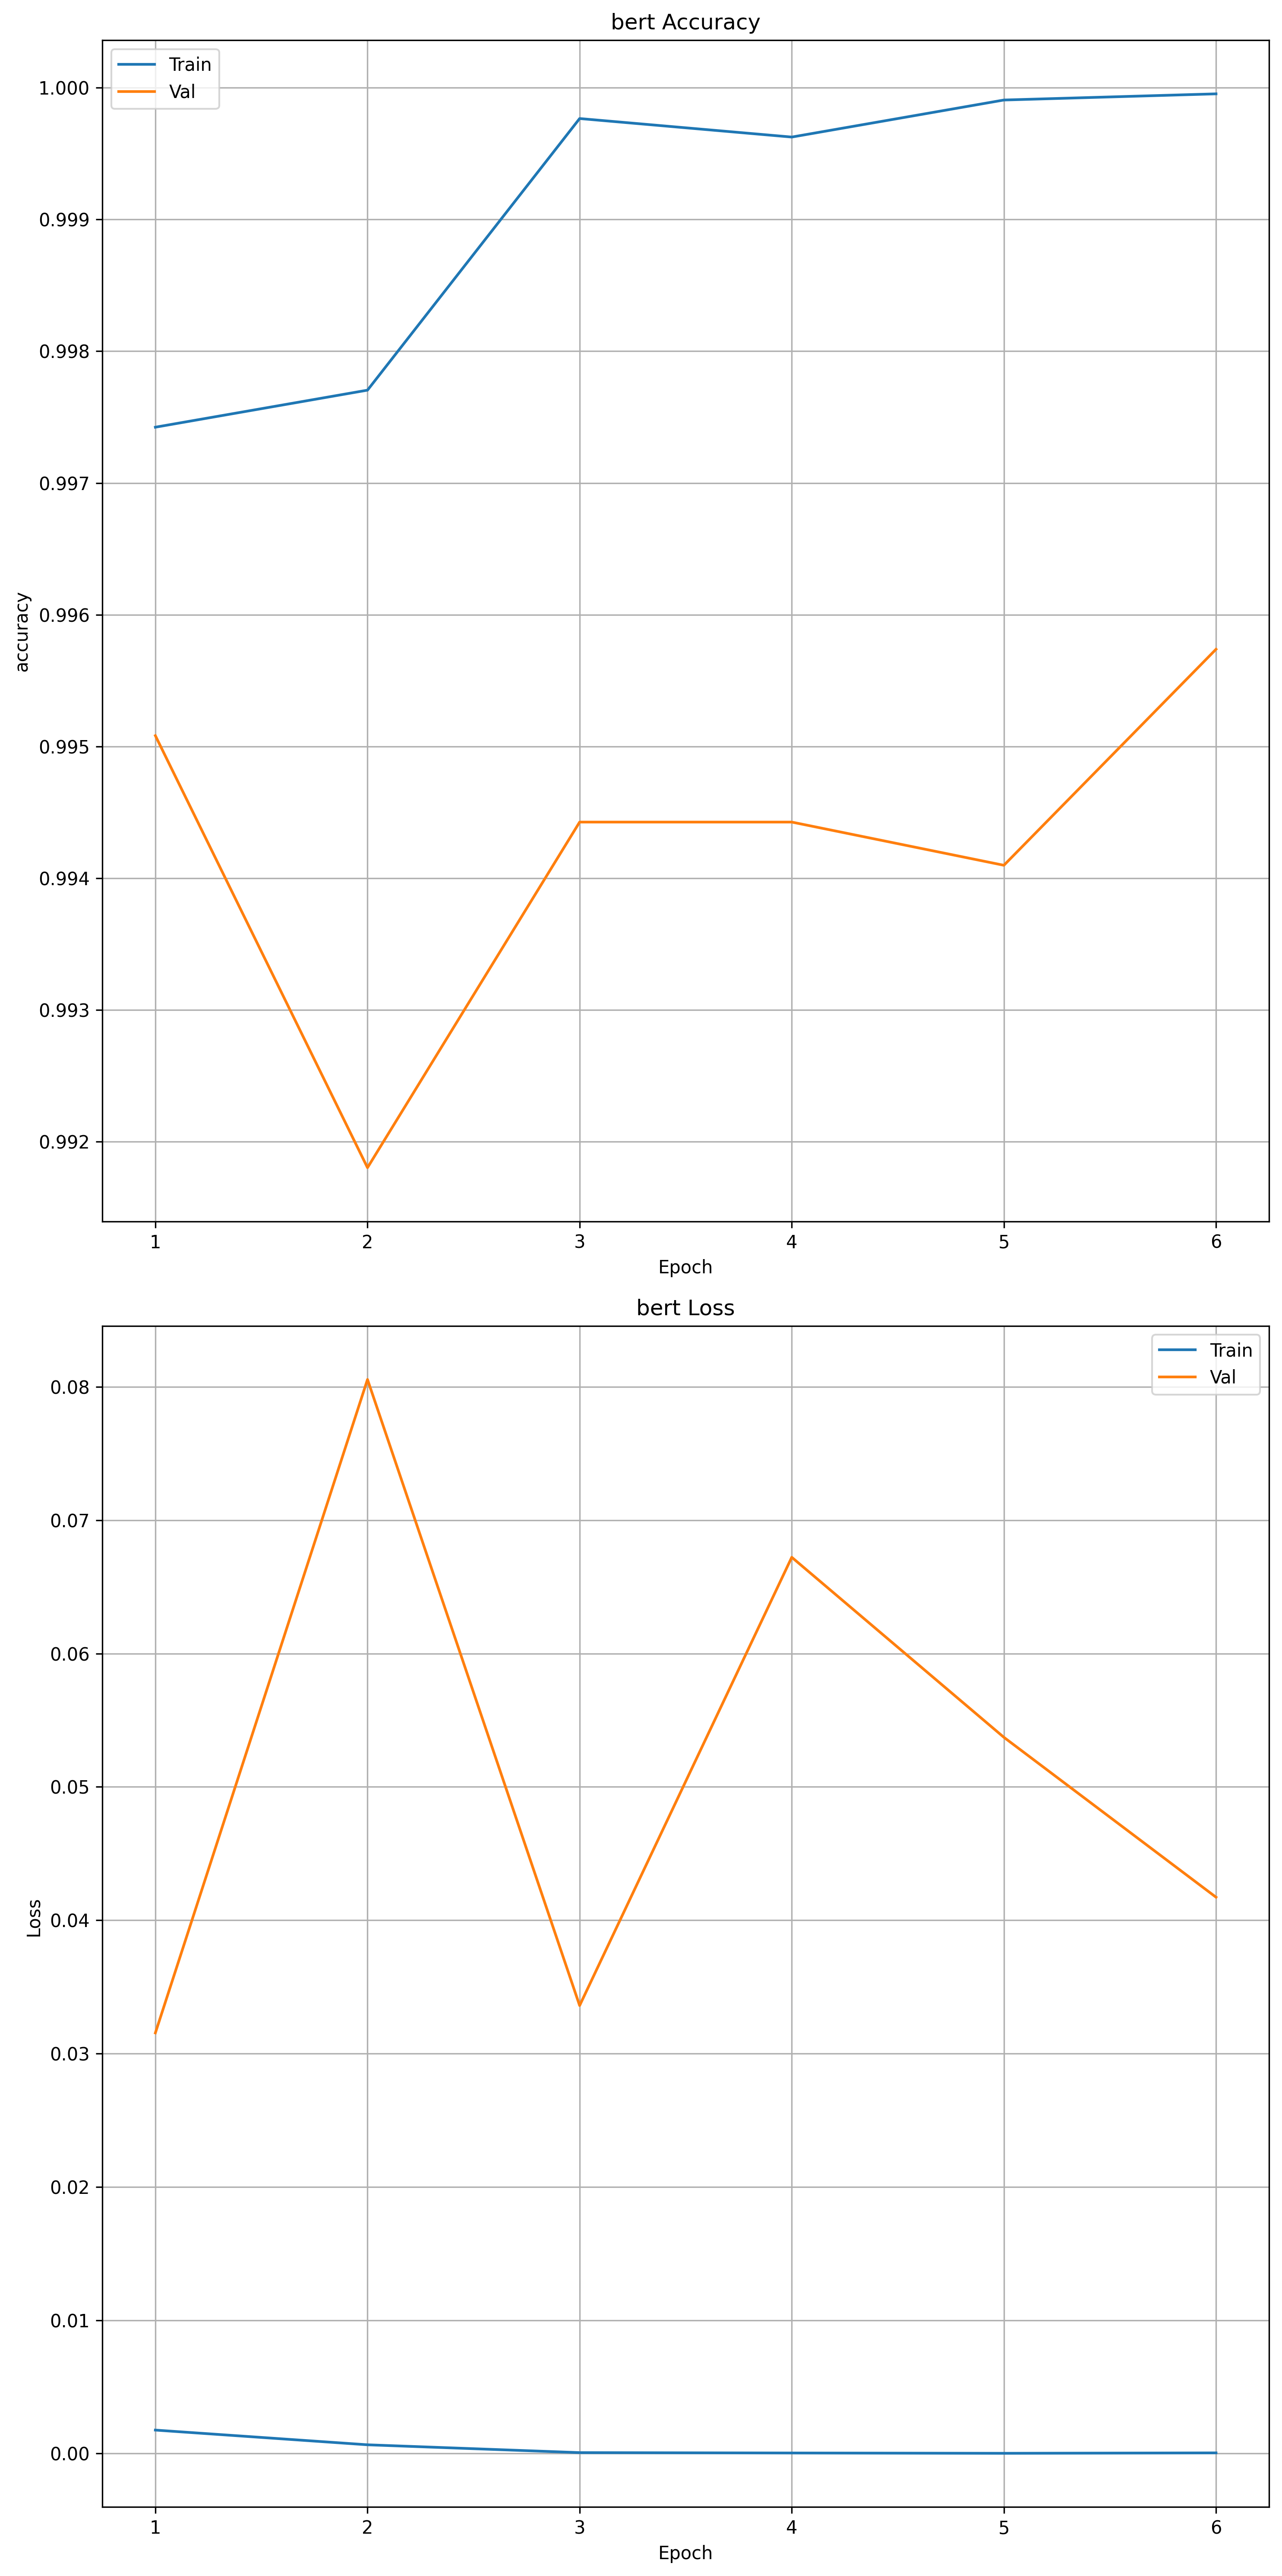 bert Accuracy
Train
Val
1.000
0.999
0.998
0.997
0.996
0.995
0.994
0.993
0.992
accuracy
1 2 3 4 5 6
Epoch
bert Loss
Train
Val
0.08
0.07
0.06
0.05
0.04
0.03
0.02
0.01
0.00
Loss
1 2 3 4 5 6
Epoch